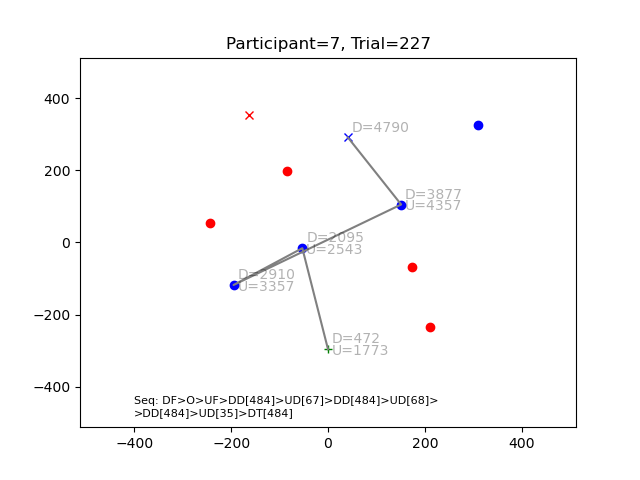 Participant=7, Trial=227
400
200
0
−200
−400
D=4790
D=3877
U=4357
D=2095
U=2543
D=2910
U=3357
D=472
U=1773
Seq: DF>O>UF>DD[484]>UD[67]>DD[484]>UD[68]>
>DD[484]>UD[35]>DT[484]
−400
−200
0
200
400